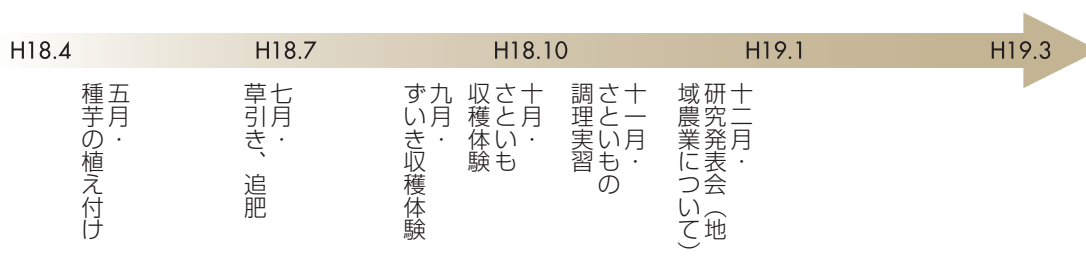 H18.4
H18.7
H18.10
H19.1
H19.3
五月・
種芋の植え付け
七月・
草引き、追肥
九月・
ずいき収穫体験
十月・
さといも
収穫体験
十一月・
さといもの
調理実習
十二月・
研究発表会（地
域農業について）